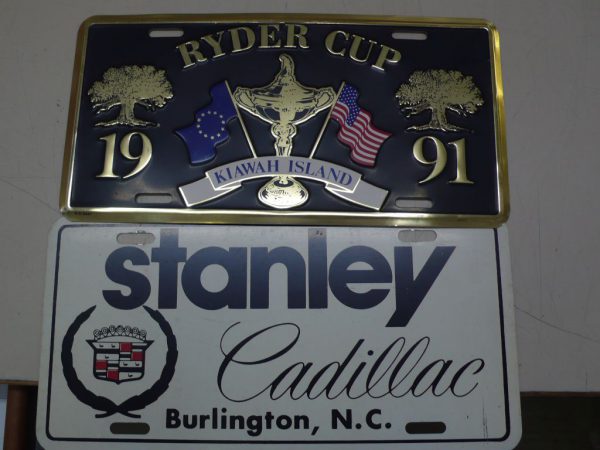 RYDER CUP
19 91
KIAWAH ISLAND
stanley
Cadillac
Burlington, N.C.